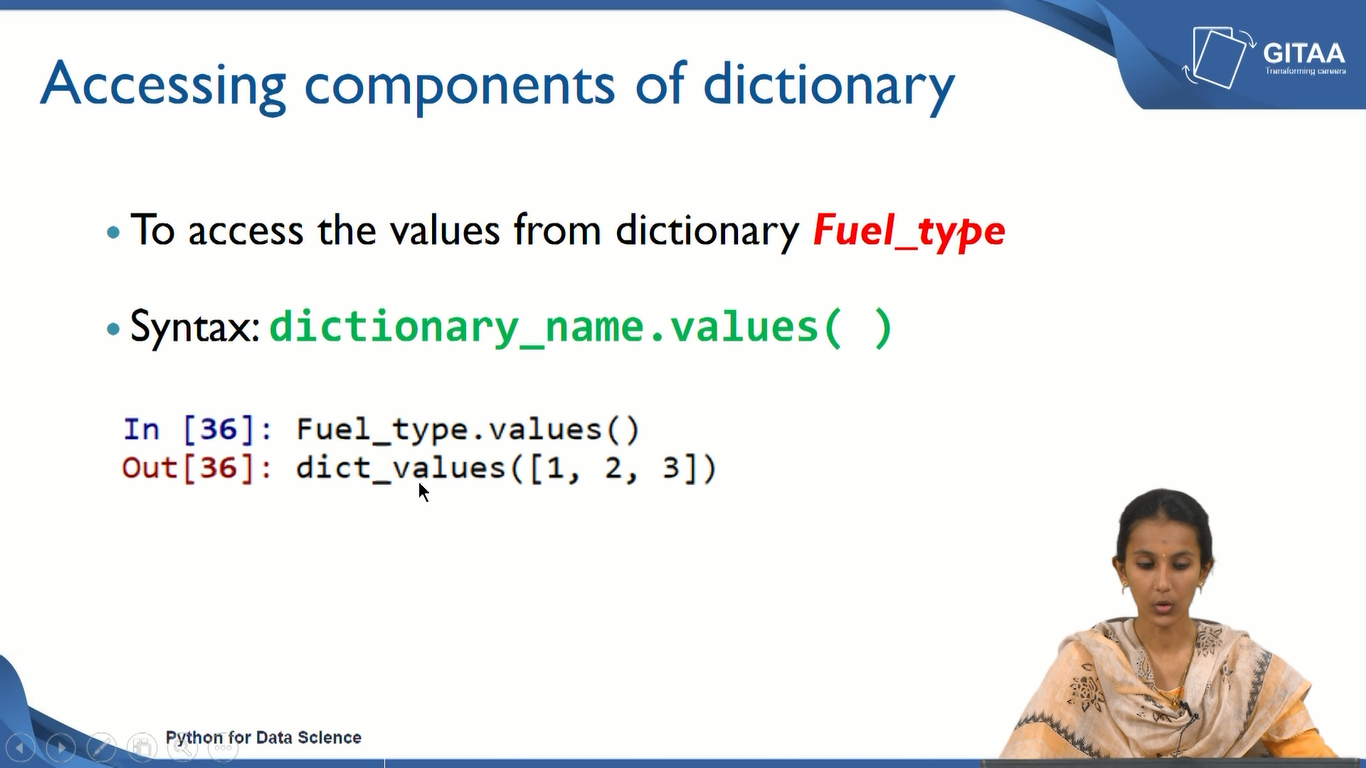 GITAA
Transforming careers
Accessing components of dictionary
• To access the values from dictionary Fuel_type
• Syntax: dictionary_name.values( )
In [36]: Fuel_type.values()
Out[36]: dict_values([1, 2, 3])
Python for Data Science